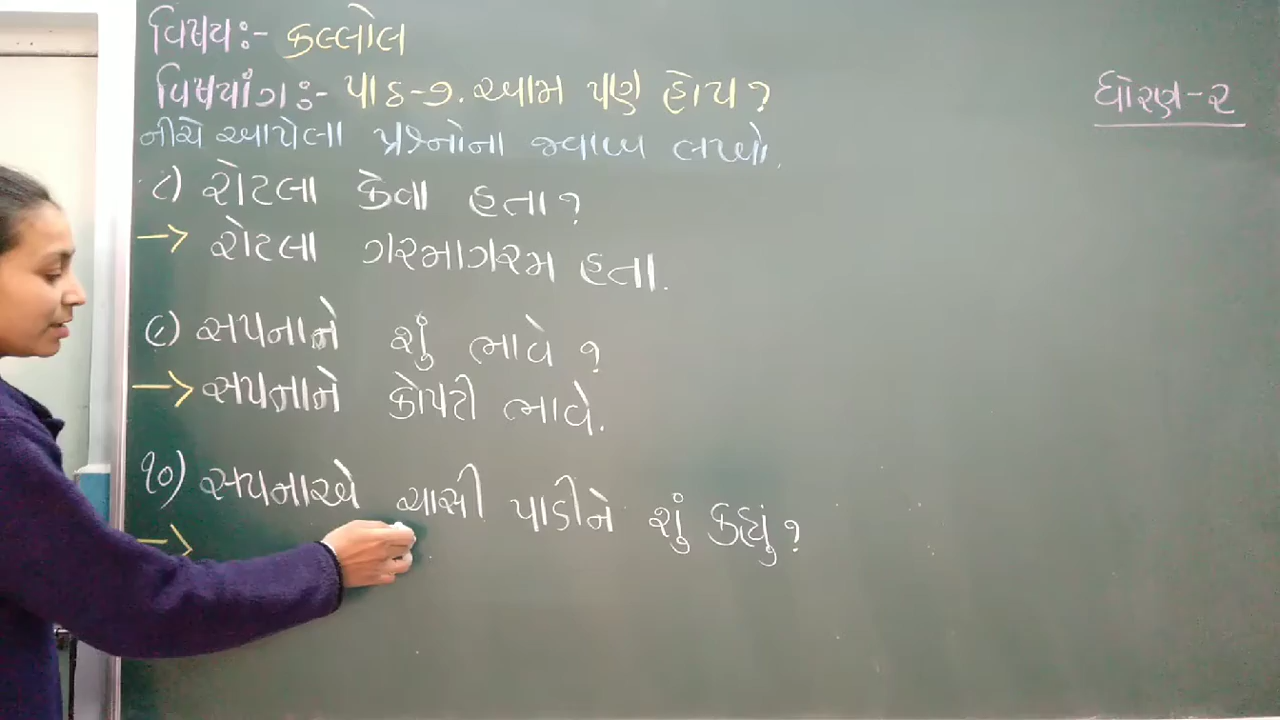 વિષય:- કલ્લોલ
વિષયાંગ:- પાઠ-૭. આમ પણ હોય?
ધોરણ-૨
નીચે આપેલા પ્રશ્નોના જવાબ લખો.
૮) રોટલા કેવા હતા?
→ રોટલા ગરમાગરમ હતા.
૯) સપનાને શું ભાવે?
→ સપનાને કોપટી ભાવે.
૧૦) સપનાએ ચાસી પાડીને શું કહ્યું?
→